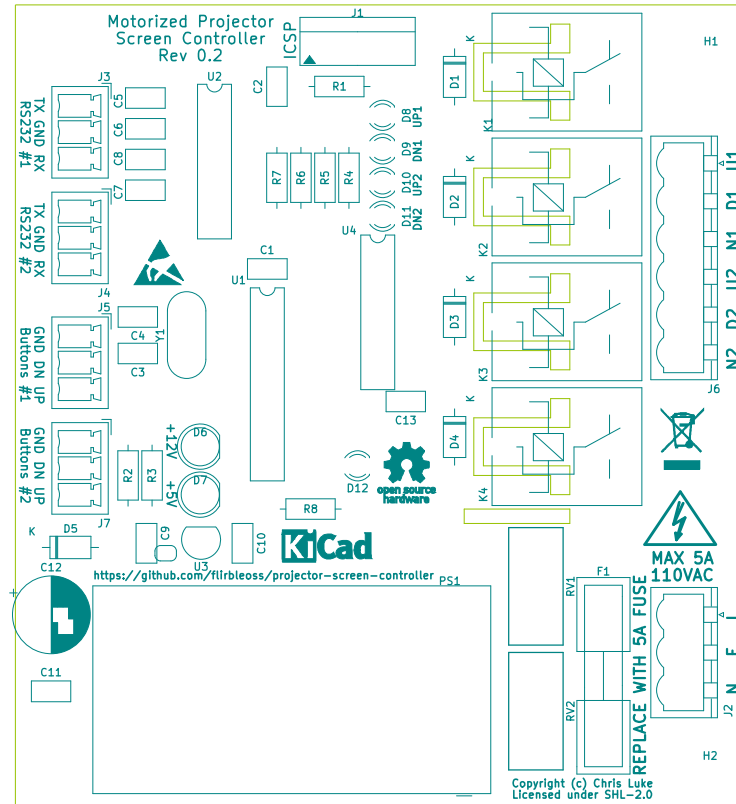 Motorized Projector
Screen Controller
Rev 0.2
ICSP
J1
H1
J3
TX GND RX
RS232 #1
C5
C6
C8
C7
U2
C2
R1
D8
UP1
D9
DN1
D10
UP2
D11
DN2
R7
R6
R5
R4
K
D1
K1
K
D2
K2
K
D3
K3
K
D4
K4
U1
D1
N1
U2
D2
N2
J6
TX GND RX
RS232 #2
J4
U4
C1
U1
J5
GND DN UP
Buttons #1
C4
C3
Y1
C13
GND DN UP
Buttons #2
J7
R2
R3
+12V
D6
+5V
D7
D12
open source
hardware
R8
K
D5
C9
U3
C10
KiCad
MAX 5A
110VAC
C12
+
https://github.com/flirbleoss/projector-screen-controller
PS1
C11
RV1
RV2
F1
REPLACE WITH 5A FUSE
N
J2
H2
Copyright (c) Chris Luke
Licensed under SHL-2.0